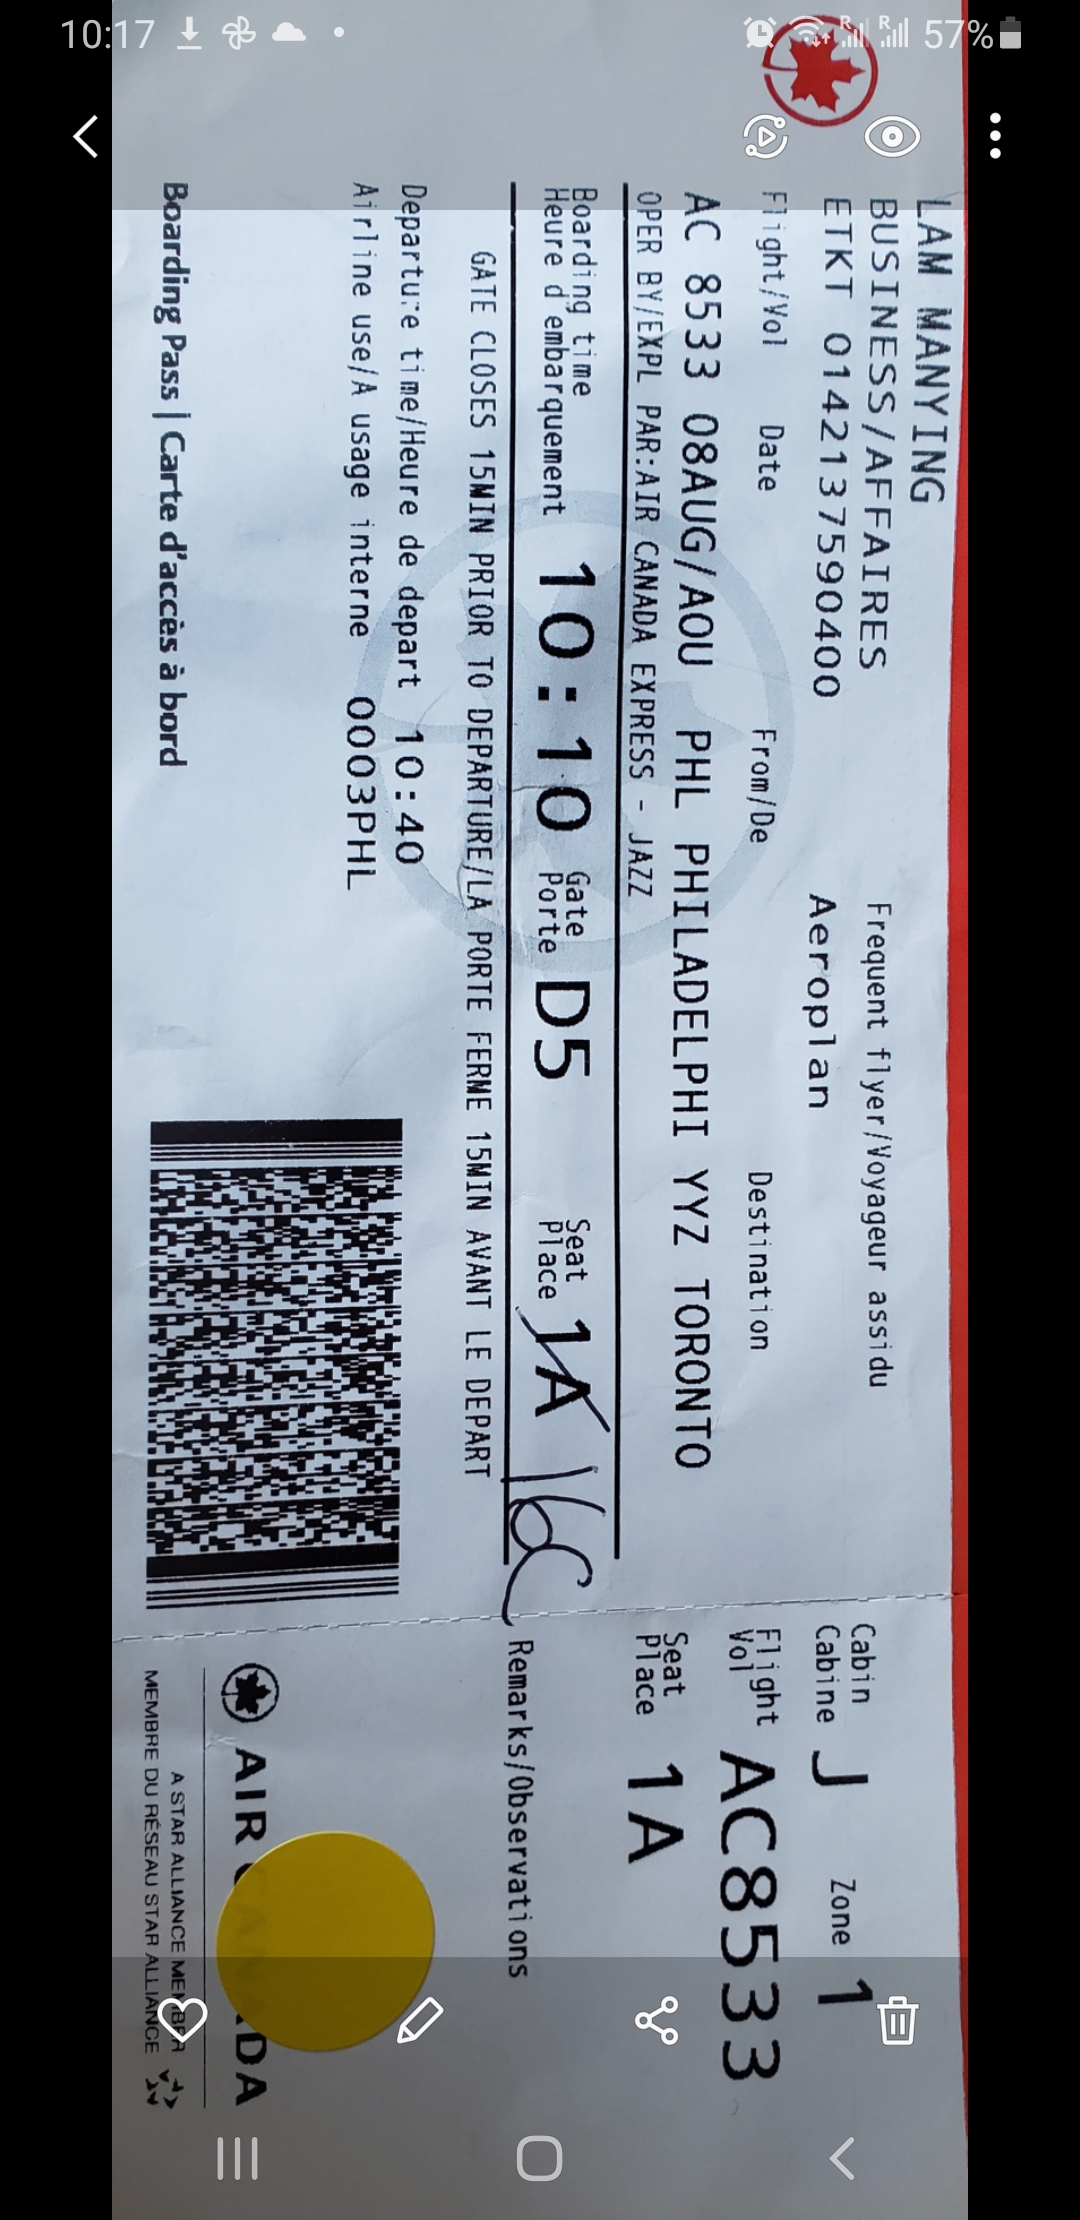 10:17
57%
LAM MANYING
BUSINESS/AFFAIRES
ETKT 0142137590400
Frequent flyer/Voyageur assidu
Aeroplan
Flight/Vol Date From/De Destination
AC 8533 08AUG/AOU PHL PHILADELPHI YYZ TORONTO
OPER BY/EXPL PAR:AIR CANADA EXPRESS - JAZZ
Boarding time
Heure d'embarquement
10:10
Gate
Porte
D5
Seat
Place
1A
16C
GATE CLOSES 15MIN PRIOR TO DEPARTURE/LA PORTE FERME 15MIN AVANT LE DEPART
Departure time/Heure de depart 10:40
Airline use/A usage interne 0003PHL
Boarding Pass | Carte d'accès à bord
Cabin
Cabine
J
Zone 1
Flight
Vol
AC8533
Seat
Place
1A
Remarks/Observations
AIR CANADA
A STAR ALLIANCE MEMBER
MEMBRE DU RÉSEAU STAR ALLIANCE